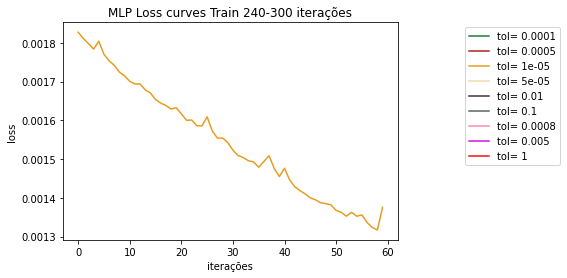 MLP Loss curves Train 240-300 iterações
loss
0.0018
0.0017
0.0016
0.0015
0.0014
0.0013
0 10 20 30 40 50 60
iterações
tol= 0.0001
tol= 0.0005
tol= 1e-05
tol= 5e-05
tol= 0.01
tol= 0.1
tol= 0.0008
tol= 0.005
tol= 1